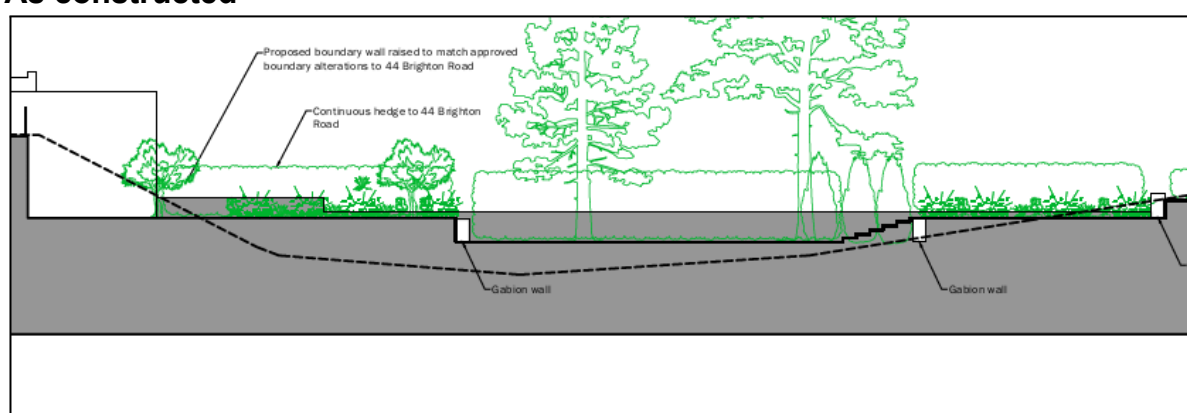 As constructed
Proposed boundary wall raised to match approved
boundary alterations to 44 Brighton Road
Continuous hedge to 44 Brighton
Road
Gabion wall
Gabion wall